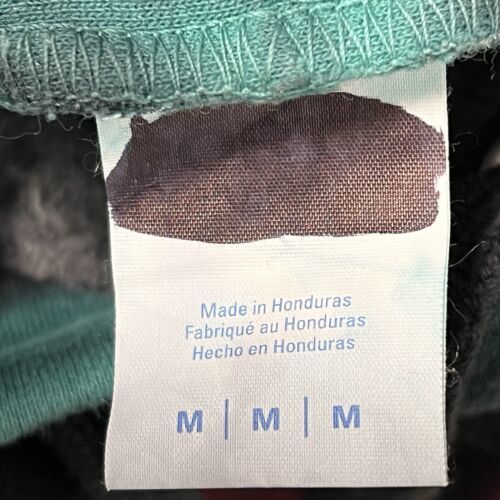 Made in Honduras
Fabriqué au Honduras
Hecho en Honduras
M | M | M